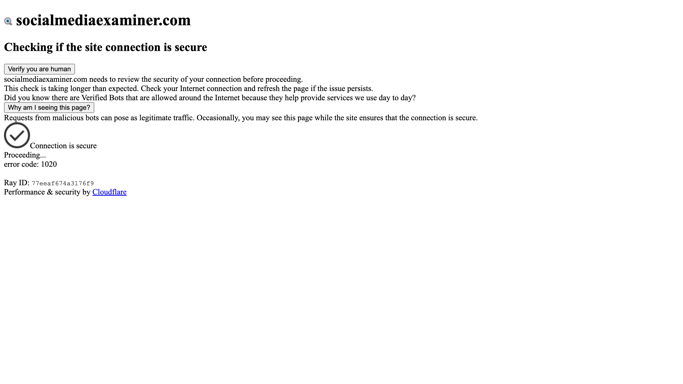 socialmediaexaminer.com
Checking if the site connection is secure
Verify you are human
socialmediaexaminer.com needs to review the security of your connection before proceeding.
This check is taking longer than expected. Check your Internet connection and refresh the page if the issue persists.
Did you know there are Verified Bots that are allowed around the Internet because they help provide services we use day to day?
Why am I seeing this page?
Requests from malicious bots can pose as legitimate traffic. Occasionally, you may see this page while the site ensures that the connection is secure.
Connection is secure
Proceeding...
error code: 1020
Ray ID: 77eeaf674a3176f9
Performance & security by Cloudflare